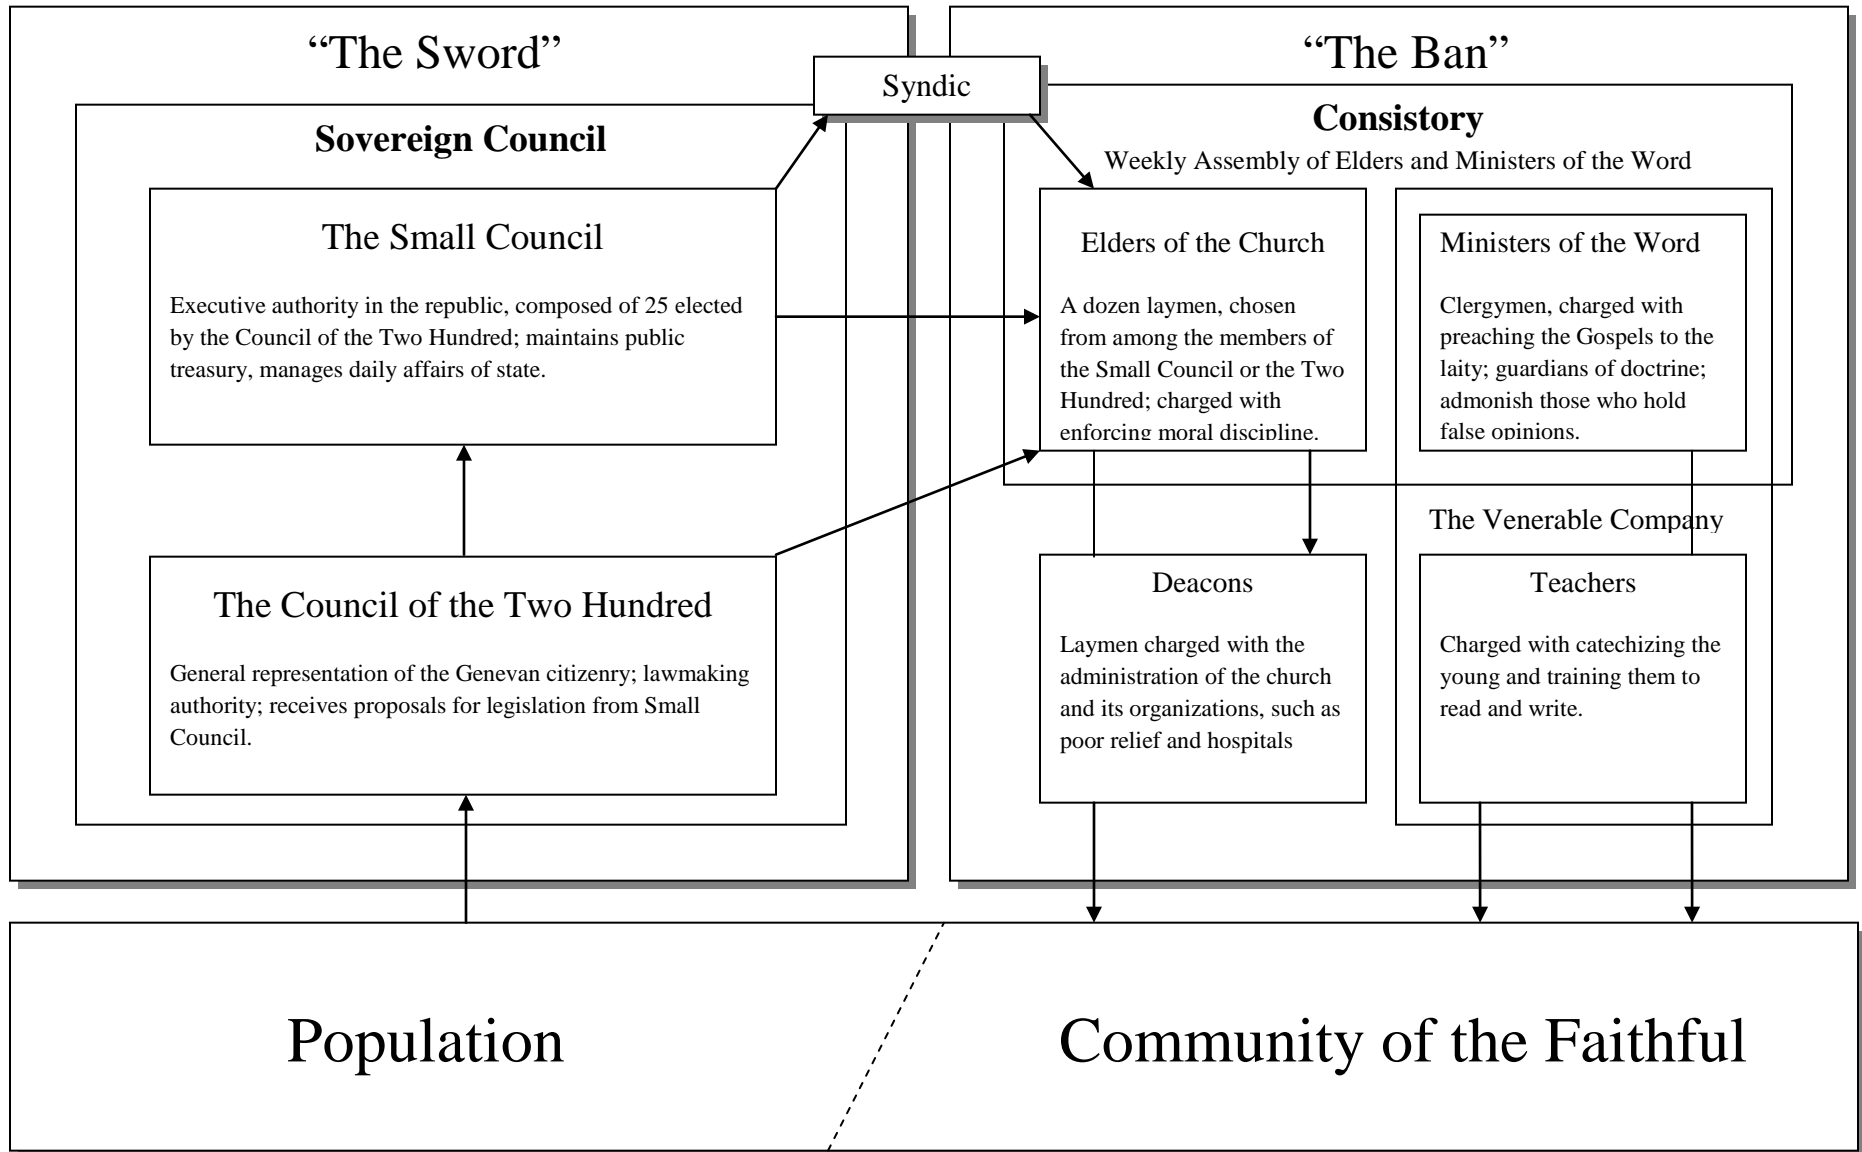 “The Sword”
Sovereign Council
The Small Council
Executive authority in the republic, composed of 25 elected
by the Council of the Two Hundred; maintains public
treasury, manages daily affairs of state.
The Council of the Two Hundred
General representation of the Genevan citizenry; lawmaking
authority; receives proposals for legislation from Small
Council.
Syndic
“The Ban”
Consistory
Weekly Assembly of Elders and Ministers of the Word
Elders of the Church
A dozen laymen, chosen
from among the members of
the Small Council or the Two
Hundred; charged with
enforcing moral discipline.
Ministers of the Word
Clergymen, charged with
preaching the Gospels to the
laity; guardians of doctrine;
admonish those who hold
false opinions.
The Venerable Company
Deacons
Laymen charged with the
administration of the church
and its organizations, such as
poor relief and hospitals
Teachers
Charged with catechizing the
young and training them to
read and write.
Population
Community of the Faithful